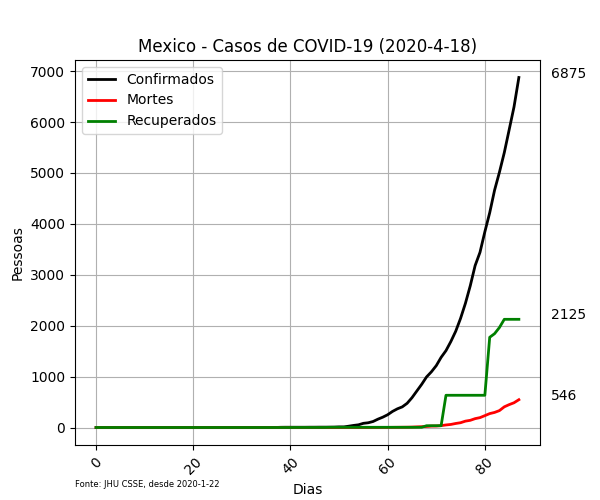 Mexico - Casos de COVID-19 (2020-4-18)
7000
6000
5000
4000
3000
2000
1000
0
Pessoas
Confirmados
Mortes
Recuperados
6875
2125
546
0
20
40
60
80
Dias
Fonte: JHU CSSE, desde 2020-1-22